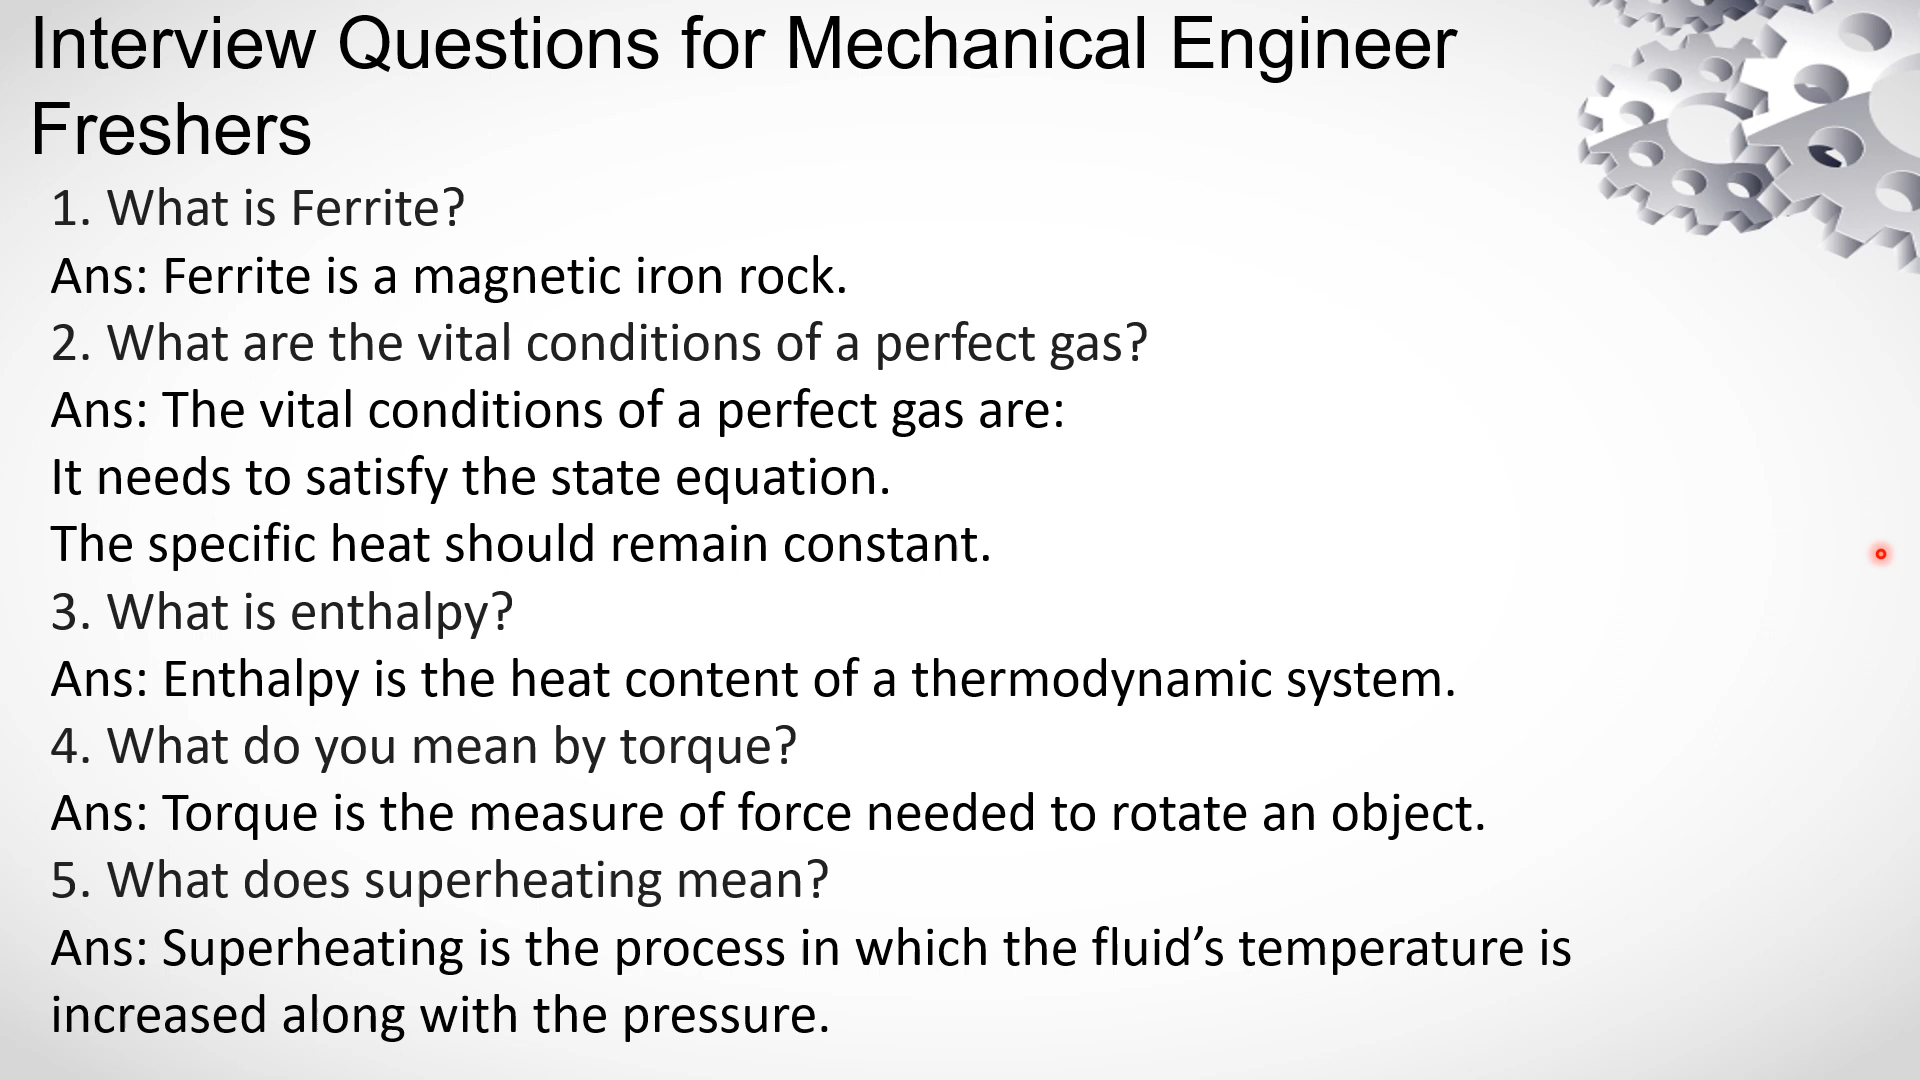 Interview Questions for Mechanical Engineer
Freshers
1. What is Ferrite?
Ans: Ferrite is a magnetic iron rock.
2. What are the vital conditions of a perfect gas?
Ans: The vital conditions of a perfect gas are:
It needs to satisfy the state equation.
The specific heat should remain constant.
3. What is enthalpy?
Ans: Enthalpy is the heat content of a thermodynamic system.
4. What do you mean by torque?
Ans: Torque is the measure of force needed to rotate an object.
5. What does superheating mean?
Ans: Superheating is the process in which the fluid’s temperature is
increased along with the pressure.